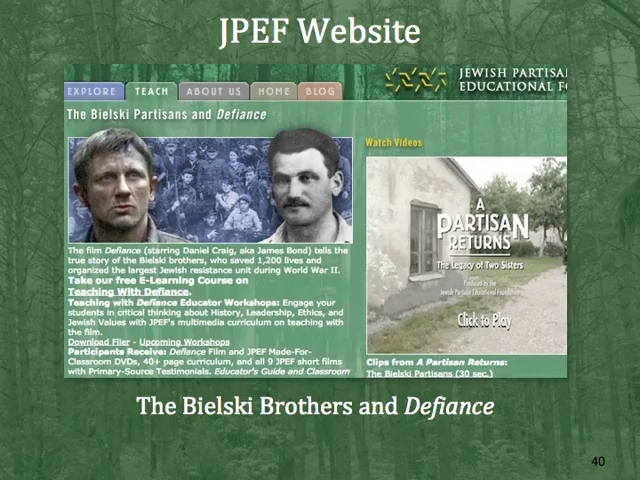 JPEF Website
JEWISH PARTISA
EDUCATIONAL FO
EXPLORE
TEACH
ABOUT US
HOME
BLOG
The Bielski Partisans and Defiance
The film Defiance (starring Daniel Craig, aka James Bond) tells the
true story of the Bielski brothers, who saved 1,200 lives and
organized the largest Jewish resistance unit during World War II.
Take our free E-Learning Course on
Teaching With Defiance.
Teaching with Defiance Educator Workshops: Engage your
students in critical thinking about History, Leadership, Ethics, and
Jewish Values with JPEF's multimedia curriculum on teaching with
the film.
Download Flier - Upcoming Workshops
Participants Receive: Defiance Film and JPEF Made-For-
Classroom DVDs, 40+ page curriculum, and all 9 JPEF short films
with Primary-Source Testimonials. Educator's Guide and Classroom
Watch Videos
A
PARTISAN
RETURNS
The Legacy of Two Sisters
Produced by the
Jewish Partisan Educational Foundation
Click to Play
Clips from A Partisan Returns:
The Bielski Partisans (30 sec.)
The Bielski Brothers and Defiance
40